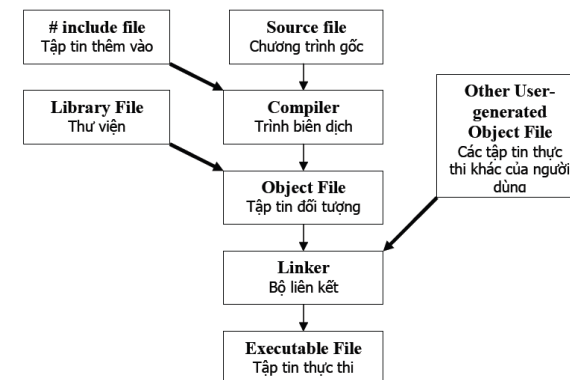 # include file
Tập tin thêm vào
Source file
Chương trình gốc
Library File
Thư viện
Compiler
Trình biên dịch
Other User-
generated
Object File
Các tập tin thực
thi khác của người
dùng
Object File
Tập tin đối tượng
Linker
Bộ liên kết
Executable File
Tập tin thực thi